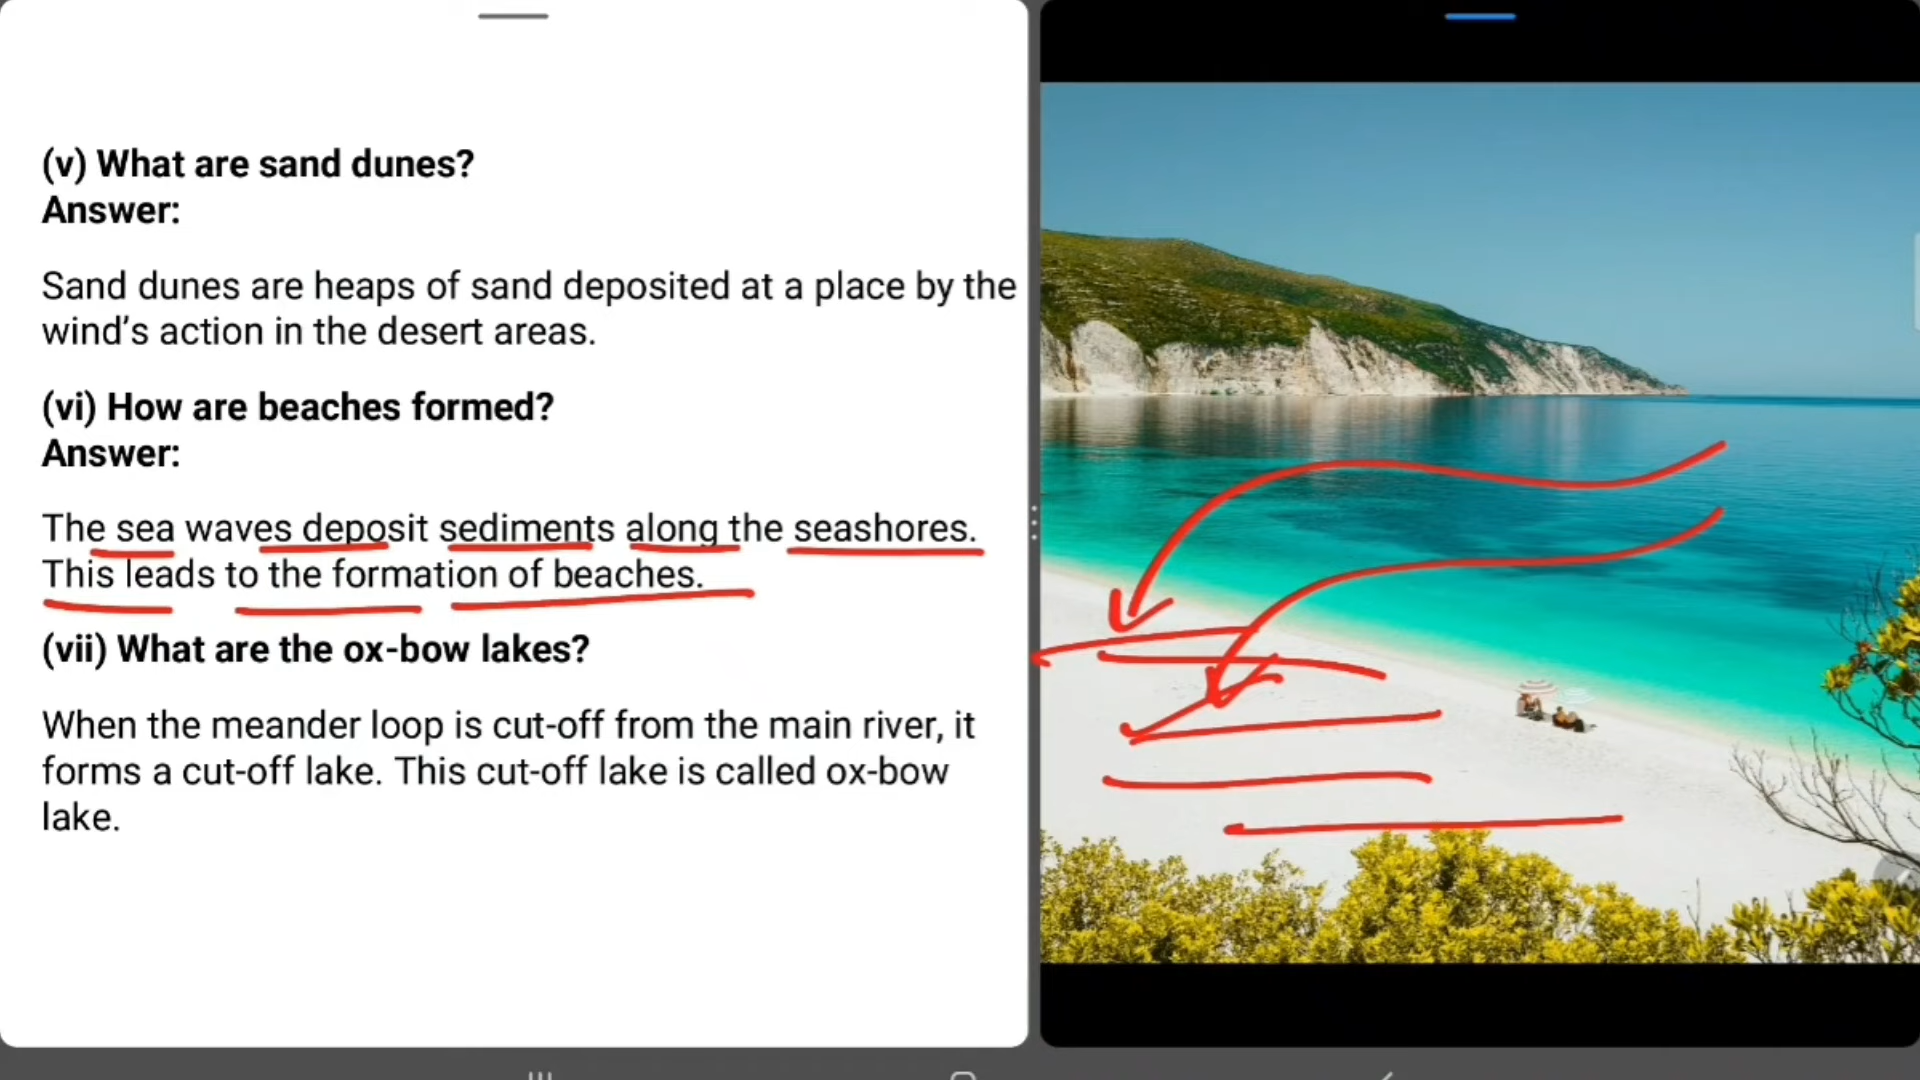 (v) What are sand dunes?
Answer:
Sand dunes are heaps of sand deposited at a place by the
wind’s action in the desert areas.
(vi) How are beaches formed?
Answer:
The sea waves deposit sediments along the seashores.
This leads to the formation of beaches.
(vii) What are the ox-bow lakes?
When the meander loop is cut-off from the main river, it
forms a cut-off lake. This cut-off lake is called ox-bow
lake.